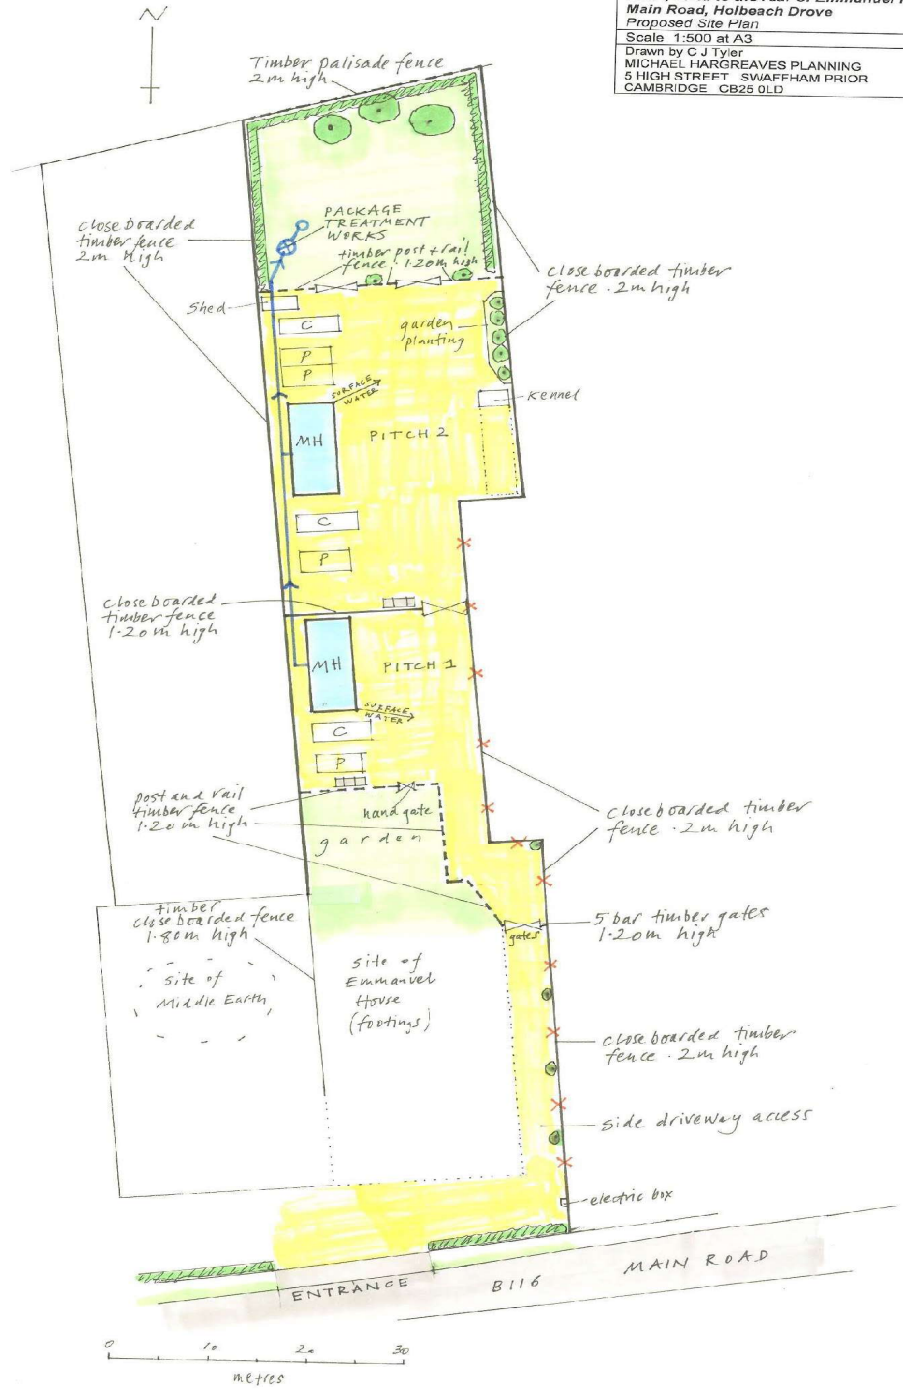 Main Road, Holbeach Drove
Proposed Site Plan
Scale 1:500 at A3
Drawn by C J Tyler
MICHAEL HARGREAVES PLANNING
5 HIGH STREET SWAFFHAM PRIOR
CAMBRIDGE CB25 0LD
N
Timber palisade fence
2m high
close boarded
timber fence
2m high
PACKAGE
TREATMENT
WORKS
timber post + rail
fence . 1.20m high
close boarded timber
fence . 2m high
Shed
C
garden
planting
P
P
SURFACE
WATER
Kennel
MH
PITCH 2
C
P
close boarded
timber fence
1.20m high
MH
PITCH 1
SURFACE
WATER
C
P
post and rail
timber fence
1.20m high
hand gate
garden
close boarded timber
fence . 2m high
timber
close boarded fence
1.80m high
5 bar timber gates
1.20m high
gates
site of
Middle Earth
site of
Emmanuel
House
(footings)
close boarded timber
fence . 2m high
side driveway access
electric box
ENTRANCE
B116
MAIN ROAD
0 10 20 30
metres